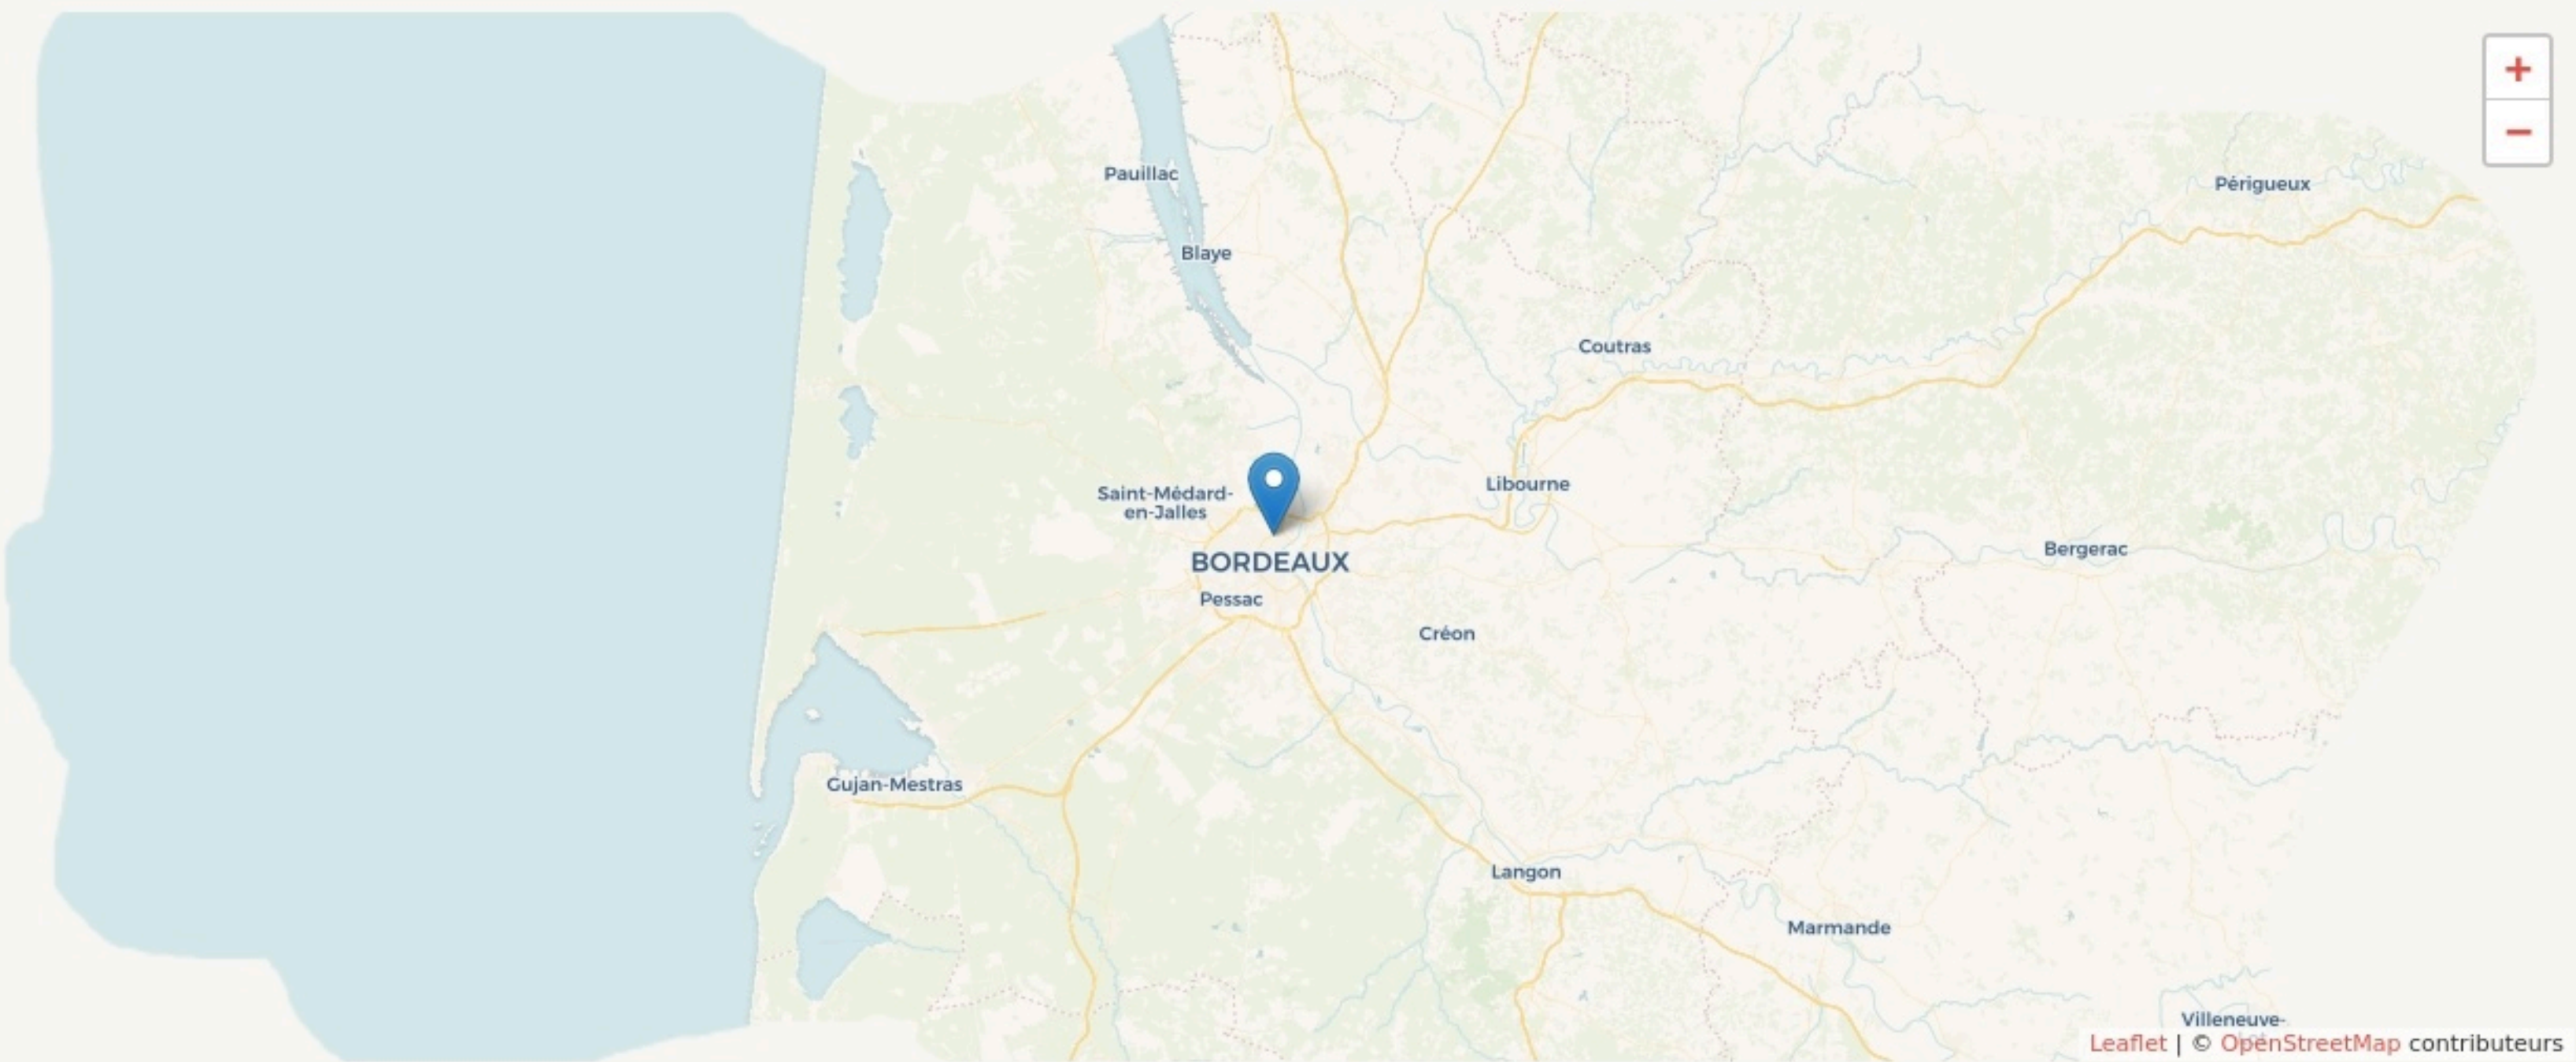 +
−
Pauillac
Périgueux
Blaye
Coutras
Saint-Médard-
en-Jalles
Libourne
BORDEAUX
Bergerac
Pessac
Créon
Gujan-Mestras
Langon
Marmande
Villeneuve-
Leaflet | © OpenStreetMap contributeurs